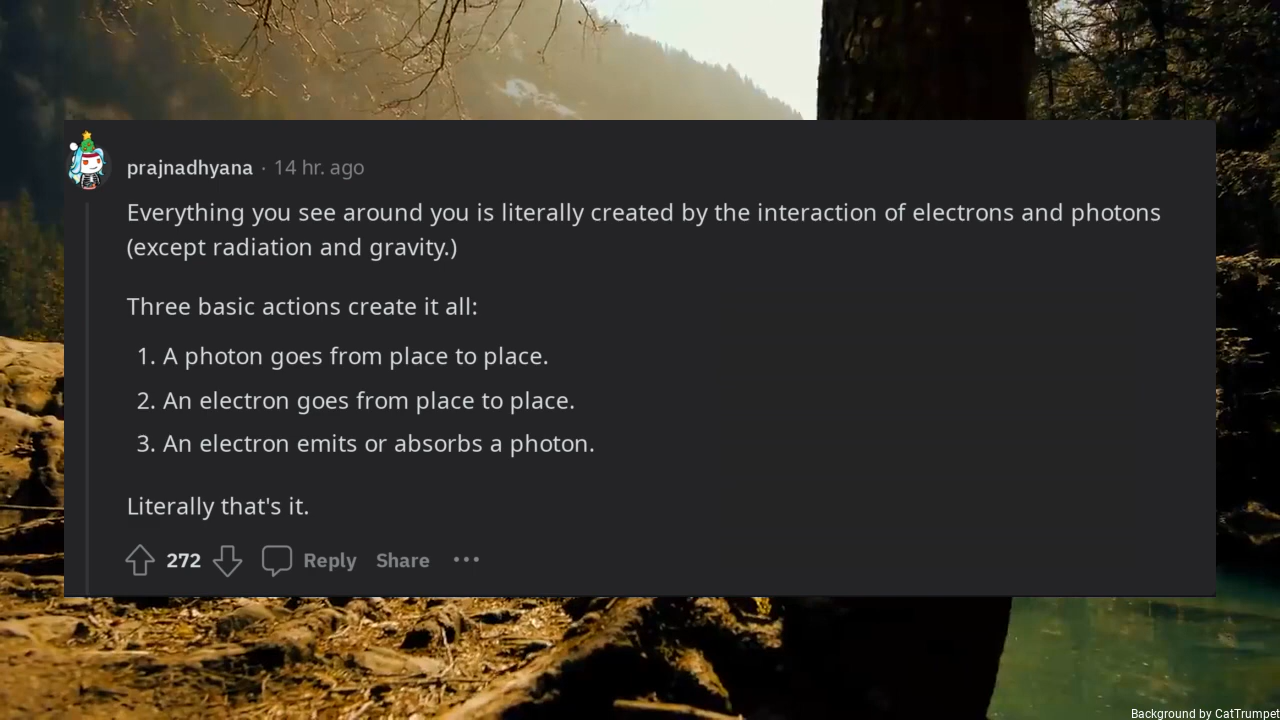 prajnadhyana · 14 hr. ago
Everything you see around you is literally created by the interaction of electrons and photons
(except radiation and gravity.)
Three basic actions create it all:
1. A photon goes from place to place.
2. An electron goes from place to place.
3. An electron emits or absorbs a photon.
Literally that's it.
272 Reply Share ···
Background by CatTrumpet